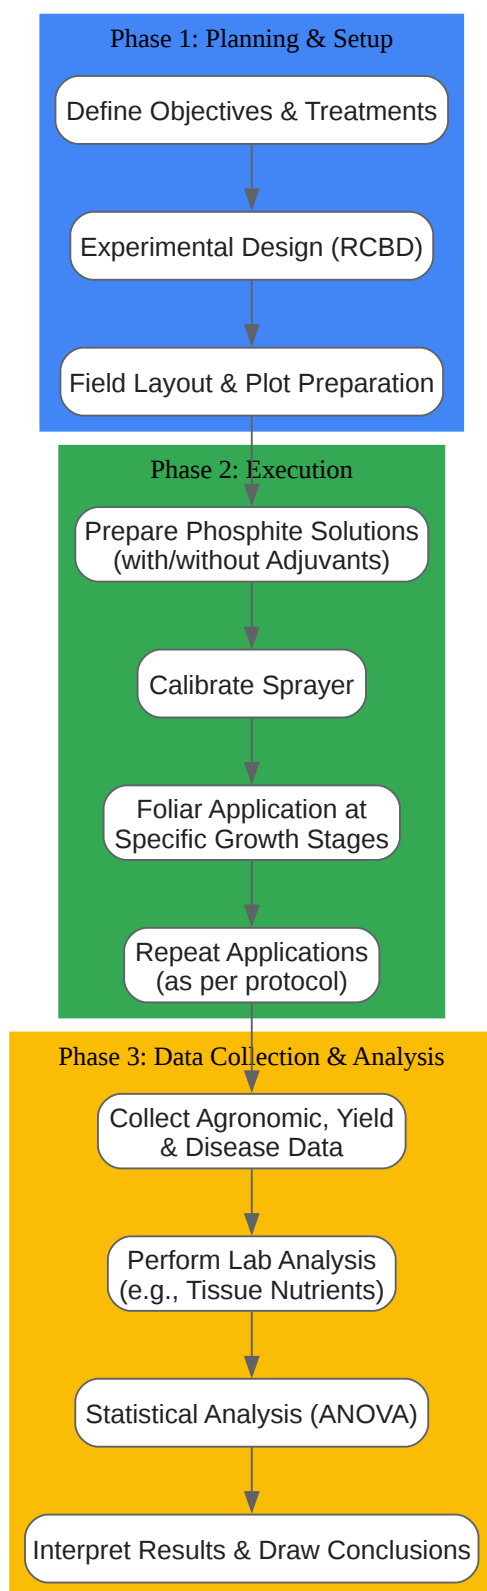 Phase 1: Planning & Setup
Define Objectives & Treatments
Experimental Design (RCBD)
Field Layout & Plot Preparation
Phase 2: Execution
Prepare Phosphite Solutions
(with/without Adjuvants)
Calibrate Sprayer
Foliar Application at
Specific Growth Stages
Repeat Applications
(as per protocol)
Phase 3: Data Collection & Analysis
Collect Agronomic, Yield
& Disease Data
Perform Lab Analysis
(e.g., Tissue Nutrients)
Statistical Analysis (ANOVA)
Interpret Results & Draw Conclusions